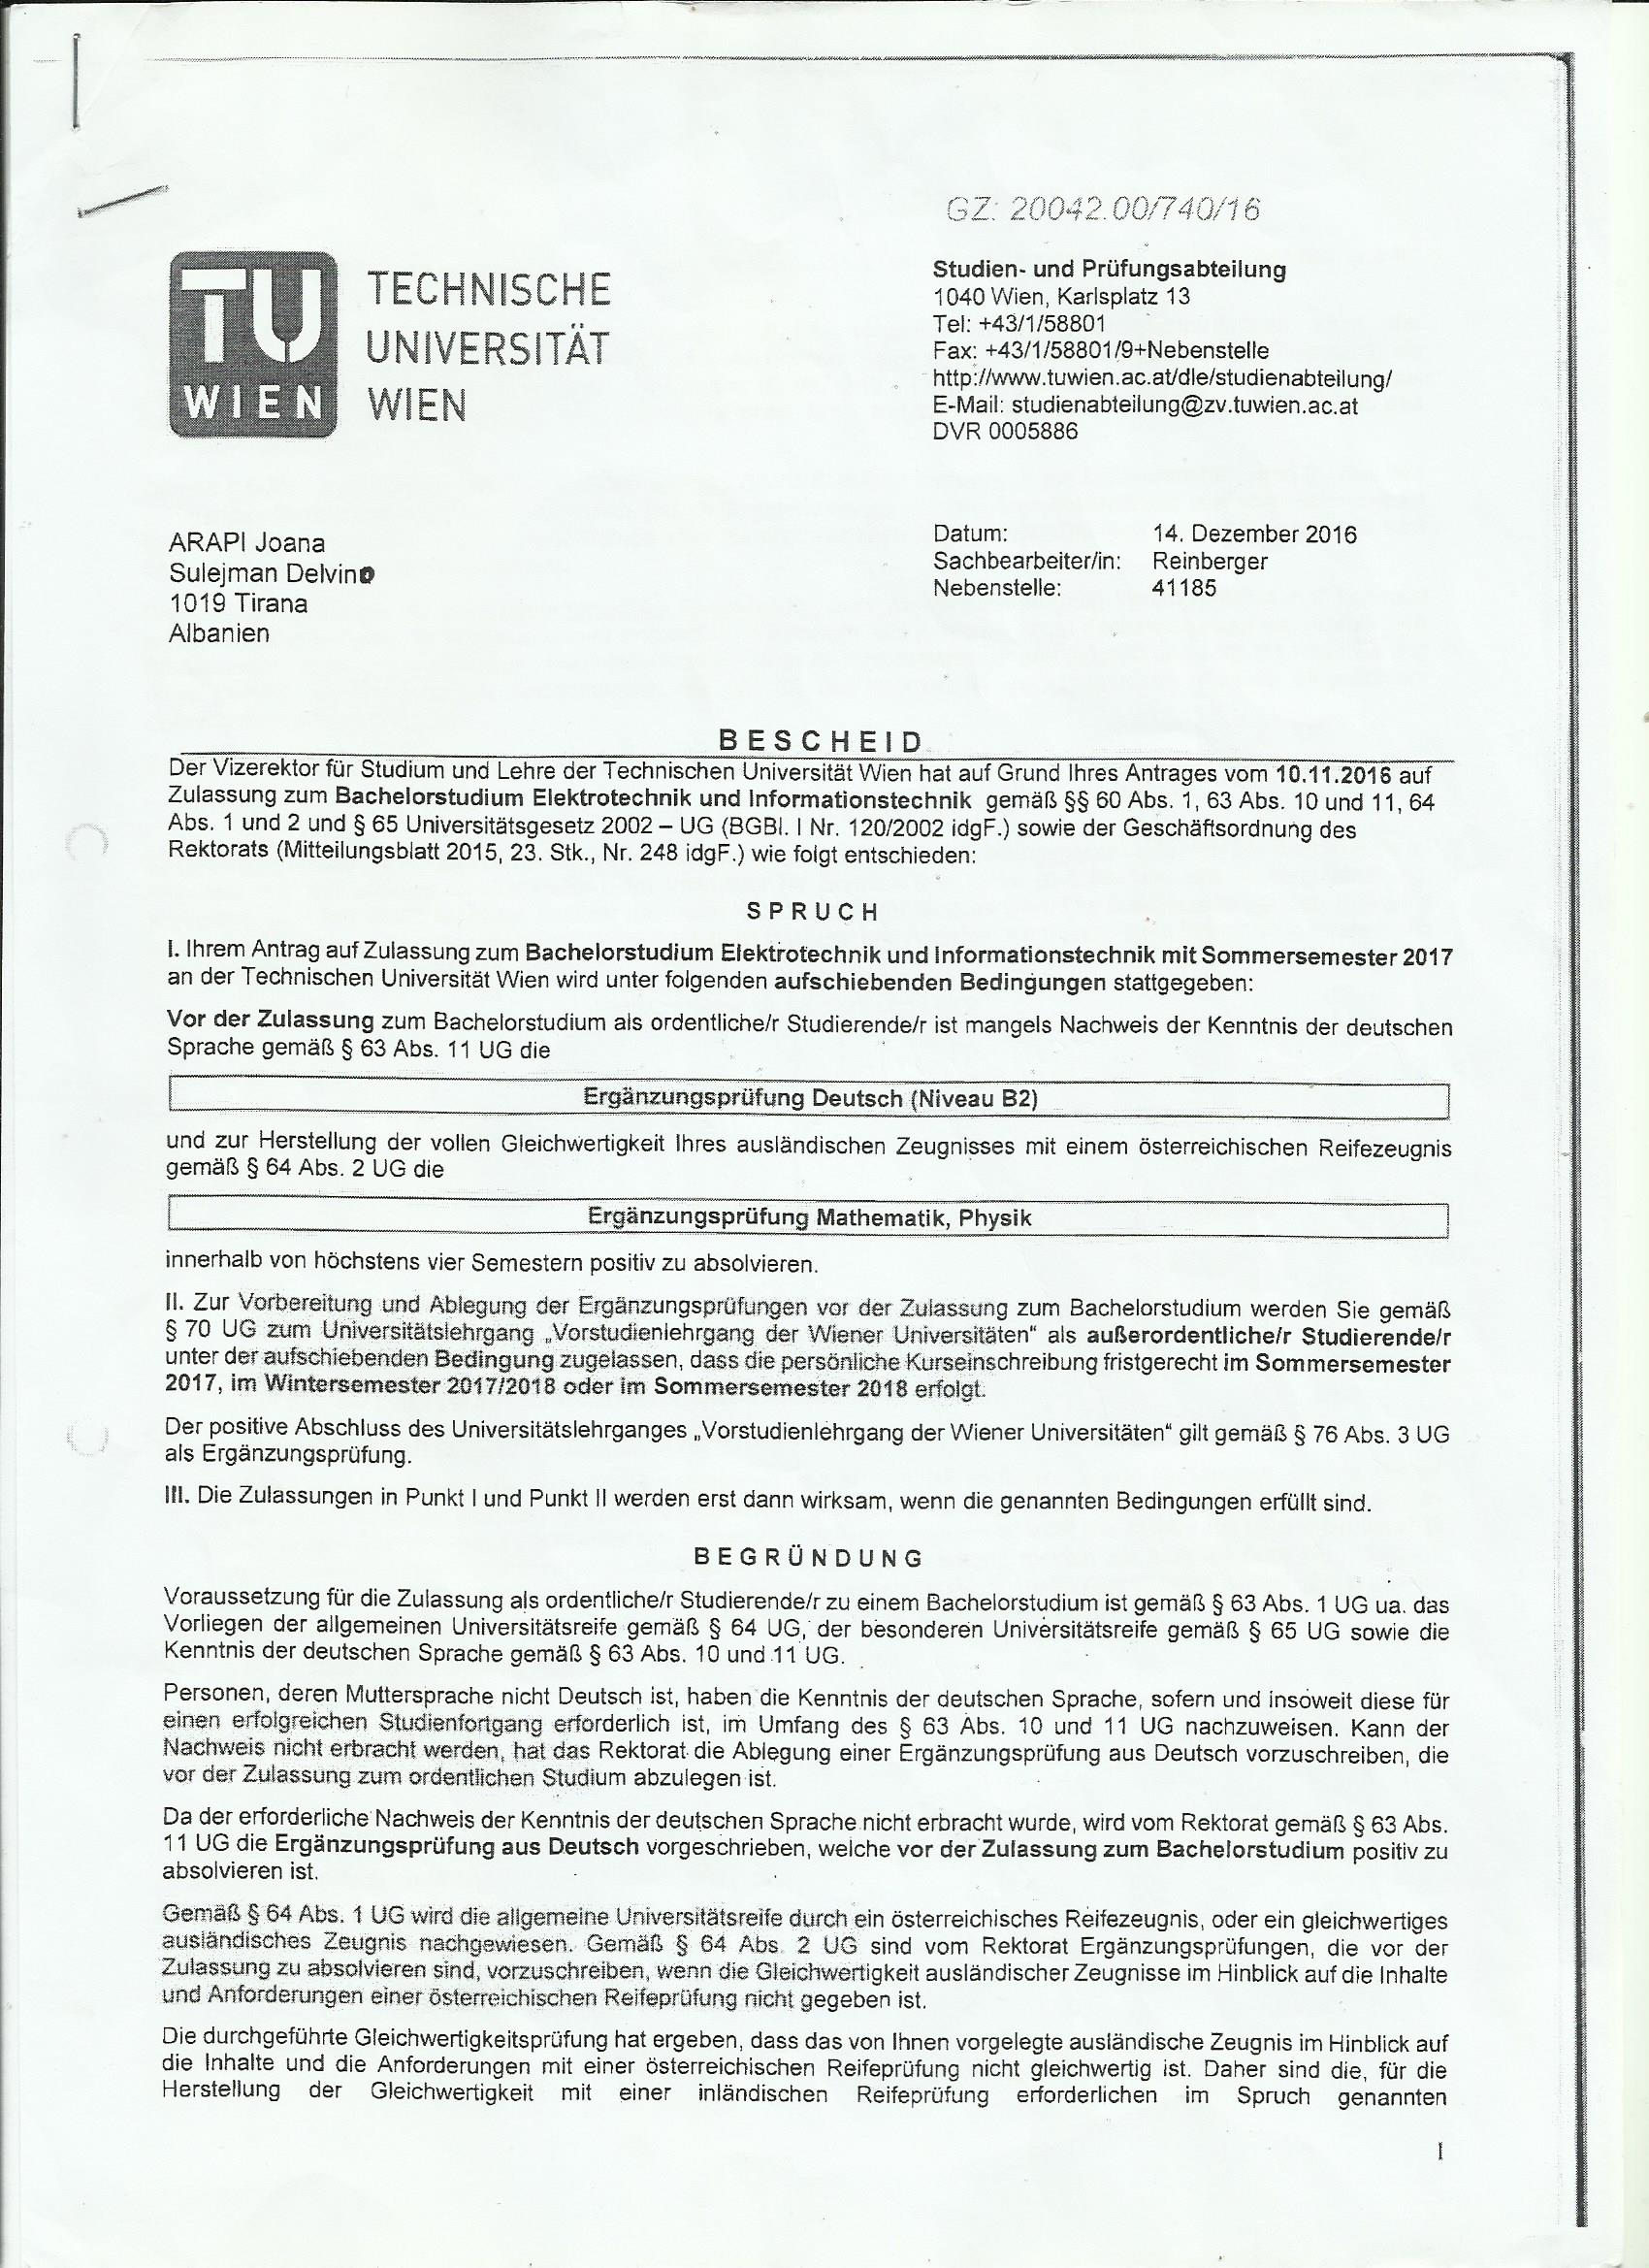 GZ: 20042.00/740/16
TU
WIEN
TECHNISCHE
UNIVERSITÄT
WIEN
Studien- und Prüfungsabteilung
1040 Wien, Karlsplatz 13
Tel: +43/1/58801
Fax: +43/1/58801/9+Nebenstelle
http://www.tuwien.ac.at/dle/studienabteilung/
E-Mail: studienabteilung@zv.tuwien.ac.at
DVR 0005886
ARAPI Joana
Sulejman Delvino
1019 Tirana
Albanien
Datum: 14. Dezember 2016
Sachbearbeiter/in: Reinberger
Nebenstelle: 41185
BESCHEID
Der Vizerektor für Studium und Lehre der Technischen Universität Wien hat auf Grund Ihres Antrages vom 10.11.2016 auf
Zulassung zum Bachelorstudium Elektrotechnik und Informationstechnik gemäß §§ 60 Abs. 1, 63 Abs. 10 und 11, 64
Abs. 1 und 2 und § 65 Universitätsgesetz 2002 – UG (BGBl. I Nr. 120/2002 idgF.) sowie der Geschäftsordnung des
Rektorats (Mitteilungsblatt 2015, 23. Stk., Nr. 248 idgF.) wie folgt entschieden:
SPRUCH
I. Ihrem Antrag auf Zulassung zum Bachelorstudium Elektrotechnik und Informationstechnik mit Sommersemester 2017
an der Technischen Universität Wien wird unter folgenden aufschiebenden Bedingungen stattgegeben:
Vor der Zulassung zum Bachelorstudium als ordentliche/r Studierende/r ist mangels Nachweis der Kenntnis der deutschen
Sprache gemäß § 63 Abs. 11 UG die
Ergänzungsprüfung Deutsch (Niveau B2)
und zur Herstellung der vollen Gleichwertigkeit Ihres ausländischen Zeugnisses mit einem österreichischen Reifezeugnis
gemäß § 64 Abs. 2 UG die
Ergänzungsprüfung Mathematik, Physik
innerhalb von höchstens vier Semestern positiv zu absolvieren.
II. Zur Vorbereitung und Ablegung der Ergänzungsprüfungen vor der Zulassung zum Bachelorstudium werden Sie gemäß
§ 70 UG zum Universitätslehrgang „Vorstudienlehrgang der Wiener Universitäten“ als außerordentliche/r Studierende/r
unter der aufschiebenden Bedingung zugelassen, dass die persönliche Kurseinschreibung fristgerecht im Sommersemester
2017, im Wintersemester 2017/2018 oder im Sommersemester 2018 erfolgt.
Der positive Abschluss des Universitätslehrganges „Vorstudienlehrgang der Wiener Universitäten“ gilt gemäß § 76 Abs. 3 UG
als Ergänzungsprüfung.
III. Die Zulassungen in Punkt I und Punkt II werden erst dann wirksam, wenn die genannten Bedingungen erfüllt sind.
BEGRÜNDUNG
Voraussetzung für die Zulassung als ordentliche/r Studierende/r zu einem Bachelorstudium ist gemäß § 63 Abs. 1 UG ua. das
Vorliegen der allgemeinen Universitätsreife gemäß § 64 UG, der besonderen Universitätsreife gemäß § 65 UG sowie die
Kenntnis der deutschen Sprache gemäß § 63 Abs. 10 und 11 UG.
Personen, deren Muttersprache nicht Deutsch ist, haben die Kenntnis der deutschen Sprache, sofern und insoweit diese für
einen erfolgreichen Studienfortgang erforderlich ist, im Umfang des § 63 Abs. 10 und 11 UG nachzuweisen. Kann der
Nachweis nicht erbracht werden, hat das Rektorat die Ablegung einer Ergänzungsprüfung aus Deutsch vorzuschreiben, die
vor der Zulassung zum ordentlichen Studium abzulegen ist.
Da der erforderliche Nachweis der Kenntnis der deutschen Sprache nicht erbracht wurde, wird vom Rektorat gemäß § 63 Abs.
11 UG die Ergänzungsprüfung aus Deutsch vorgeschrieben, welche vor der Zulassung zum Bachelorstudium positiv zu
absolvieren ist.
Gemäß § 64 Abs. 1 UG wird die allgemeine Universitätsreife durch ein österreichisches Reifezeugnis, oder ein gleichwertiges
ausländisches Zeugnis nachgewiesen. Gemäß § 64 Abs. 2 UG sind vom Rektorat Ergänzungsprüfungen, die vor der
Zulassung zu absolvieren sind, vorzuschreiben, wenn die Gleichwertigkeit ausländischer Zeugnisse im Hinblick auf die Inhalte
und Anforderungen einer österreichischen Reifeprüfung nicht gegeben ist.
Die durchgeführte Gleichwertigkeitsprüfung hat ergeben, dass das von Ihnen vorgelegte ausländische Zeugnis im Hinblick auf
die Inhalte und die Anforderungen mit einer österreichischen Reifeprüfung nicht gleichwertig ist. Daher sind die, für die
Herstellung der Gleichwertigkeit mit einer inländischen Reifeprüfung erforderlichen im Spruch genannten
1